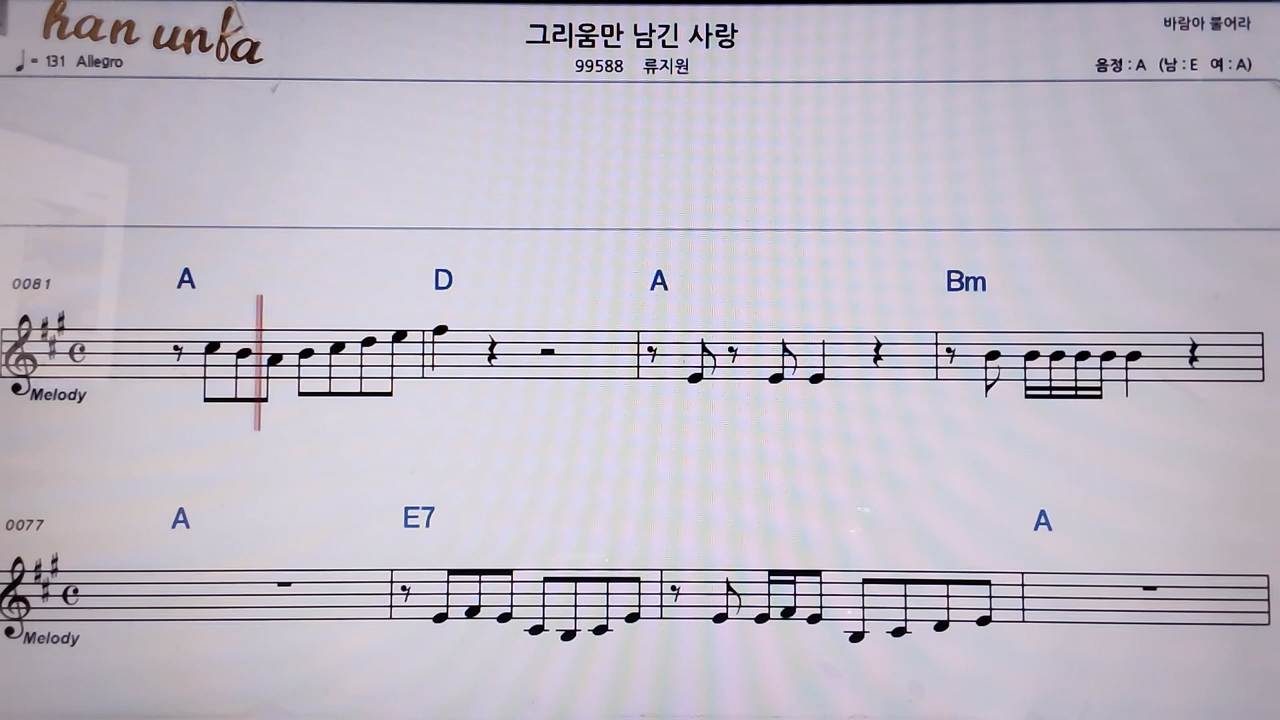 han unfa
그리움만 남긴 사랑
바람아 불어라
♩= 131 Allegro
99588 류지원
음정 : A (남 : E 여 : A)
0081 A D A Bm
Melody
0077 A E7 A
Melody